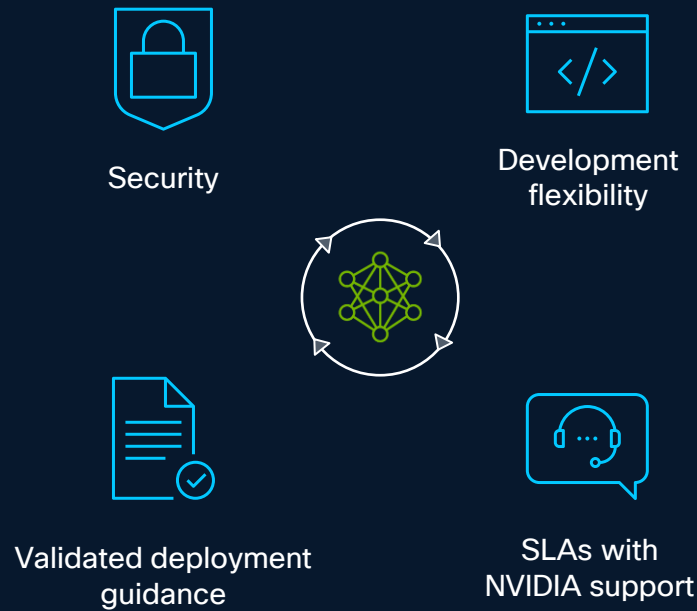 Security
Development
flexibility
Validated deployment
guidance
SLAs with
NVIDIA support